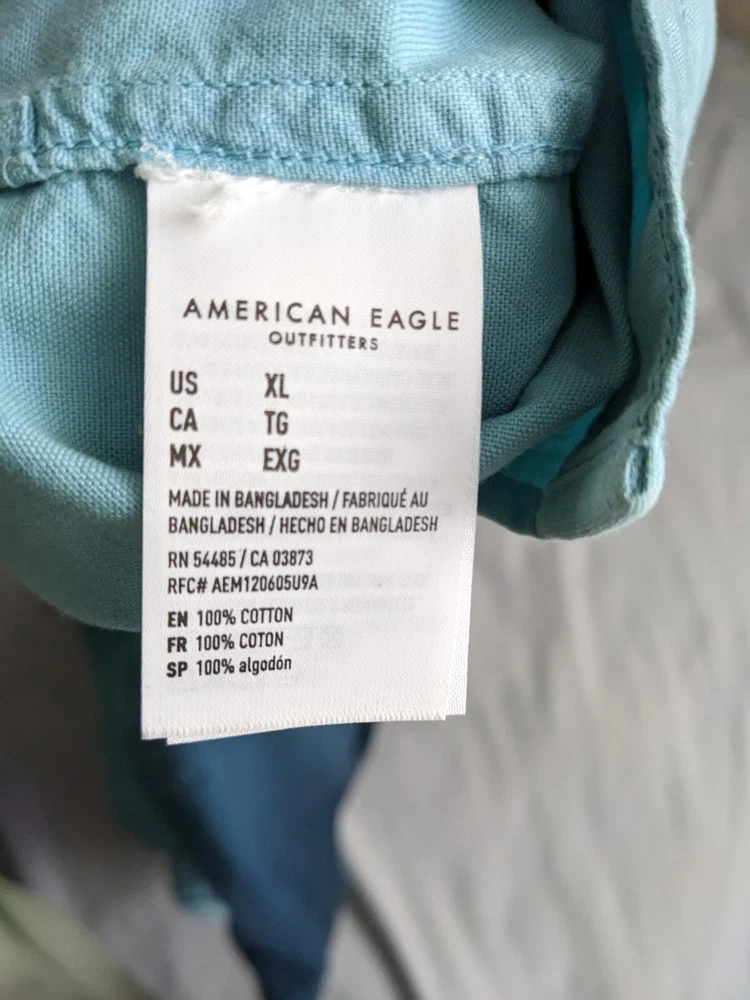 AMERICAN EAGLE
OUTFITTERS
US XL
CA TG
MX EXG
MADE IN BANGLADESH / FABRIQUÉ AU
BANGLADESH / HECHO EN BANGLADESH
RN 54485 / CA 03873
RFC# AEM120605U9A
EN 100% COTTON
FR 100% COTON
SP 100% algodón